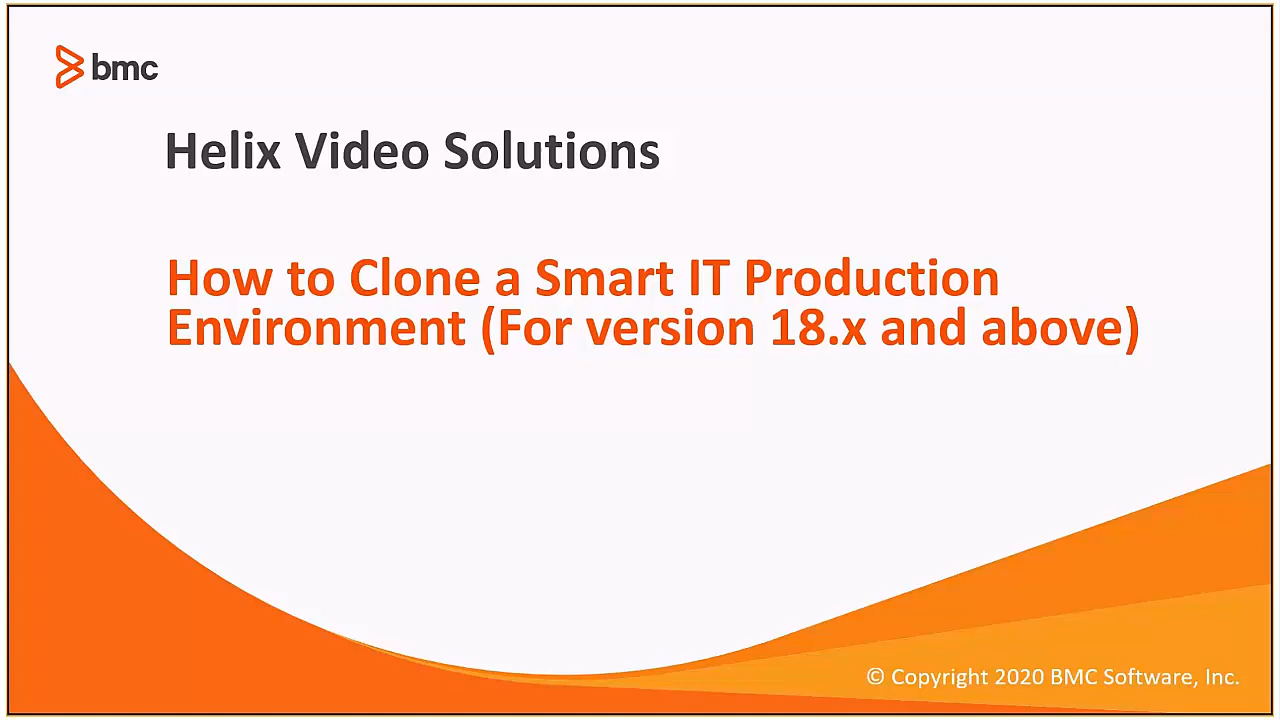 bmc
Helix Video Solutions
How to Clone a Smart IT Production
Environment (For version 18.x and above)
© Copyright 2020 BMC Software, Inc.